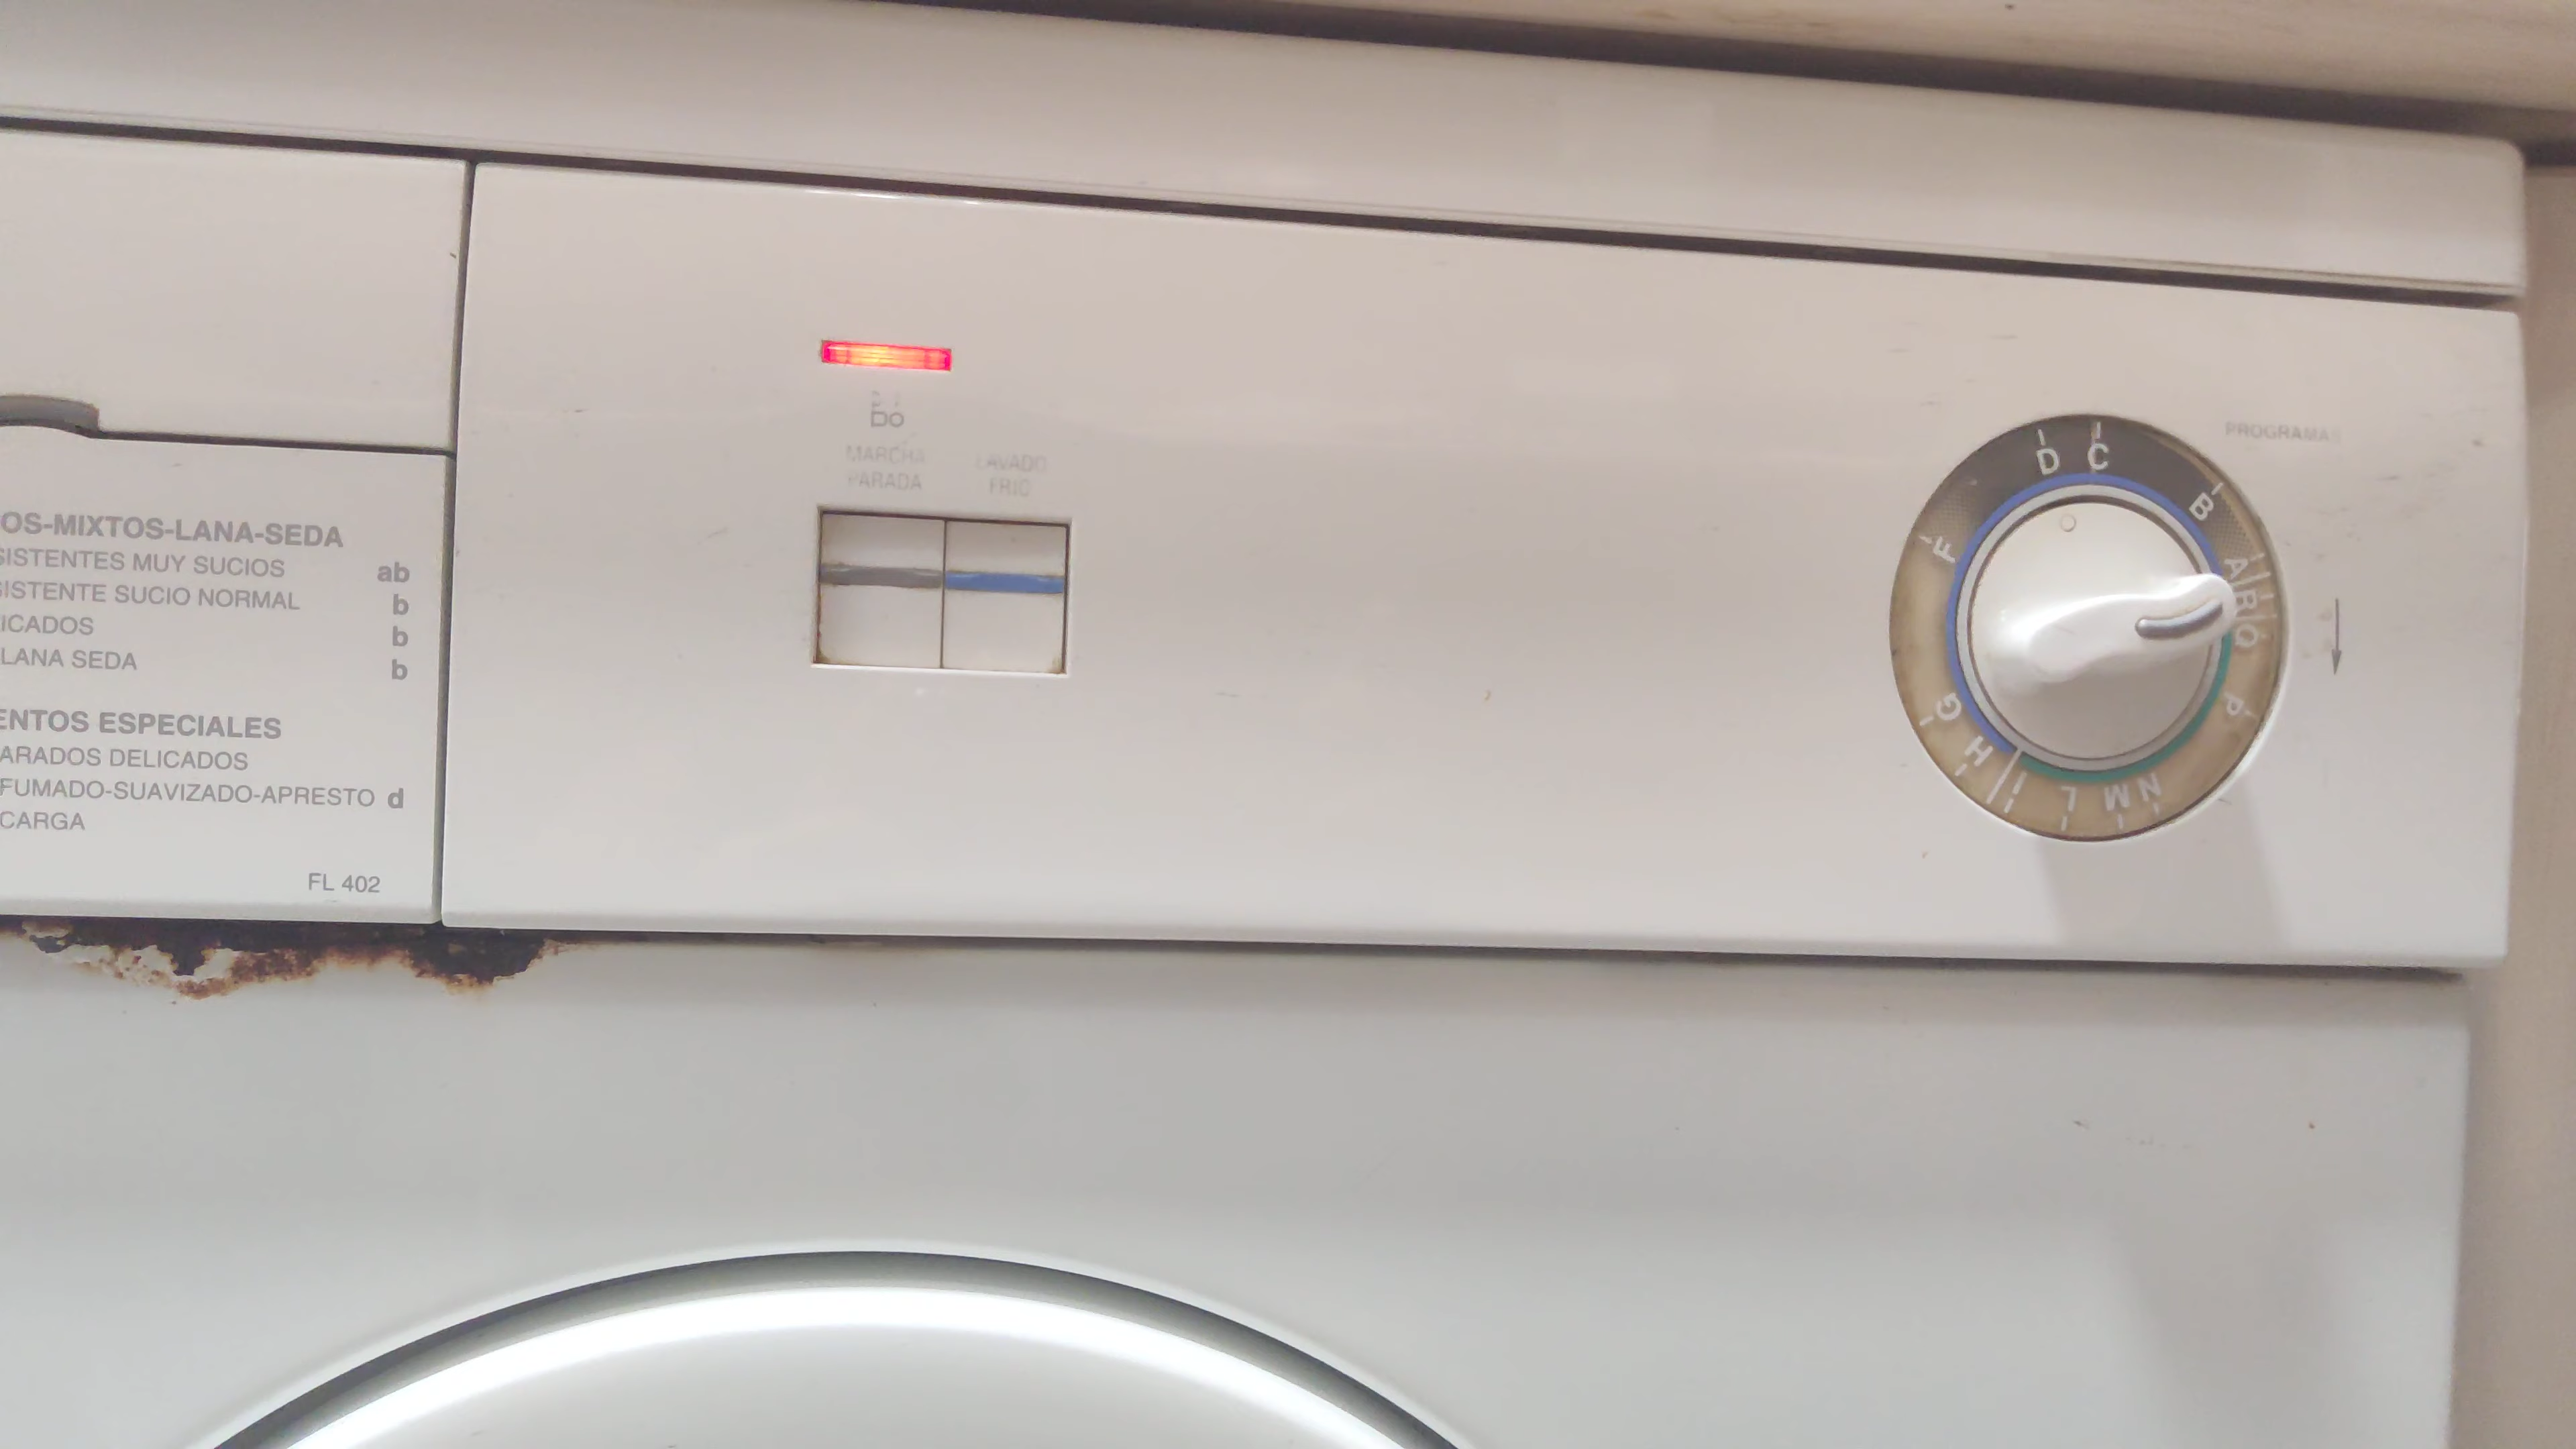 OS-MIXTOS-LANA-SEDA
SISTENTES MUY SUCIOS ab
SISTENTE SUCIO NORMAL b
ICADOS b
LANA SEDA b
ENTOS ESPECIALES
ARADOS DELICADOS
FUMADO-SUAVIZADO-APRESTO d
CARGA
FL 402
MARCHA
PARADA
LAVADO
FRIO
PROGRAMAS
D C B A R Q P N M L I H G F